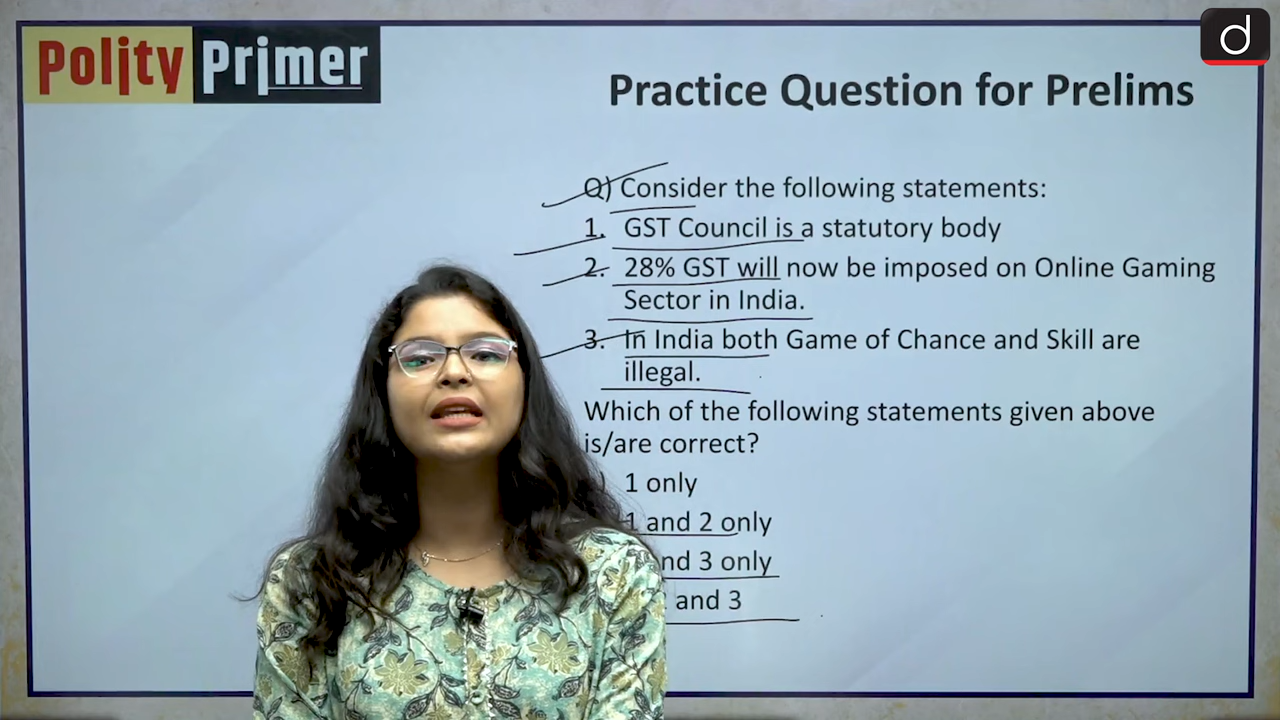 Polity Primer
d
Practice Question for Prelims
Q) Consider the following statements:
1. GST Council is a statutory body
2. 28% GST will now be imposed on Online Gaming
Sector in India.
3. In India both Game of Chance and Skill are
illegal.
Which of the following statements given above
is/are correct?
) 1 only
1 and 2 only
and 3 only
and 3